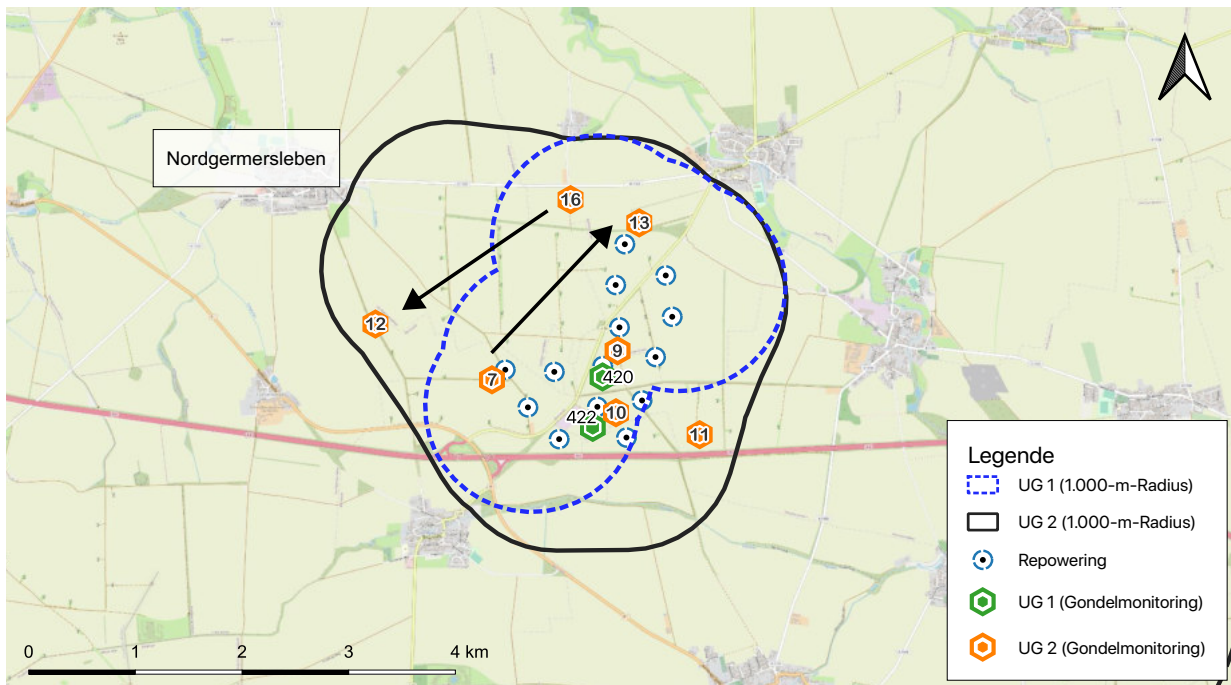 Nordgermersleben
16
13
12
9
7
420
422
10
11
Legende
UG 1 (1.000-m-Radius)
UG 2 (1.000-m-Radius)
Repowering
UG 1 (Gondelmonitoring)
UG 2 (Gondelmonitoring)
0 1 2 3 4 km